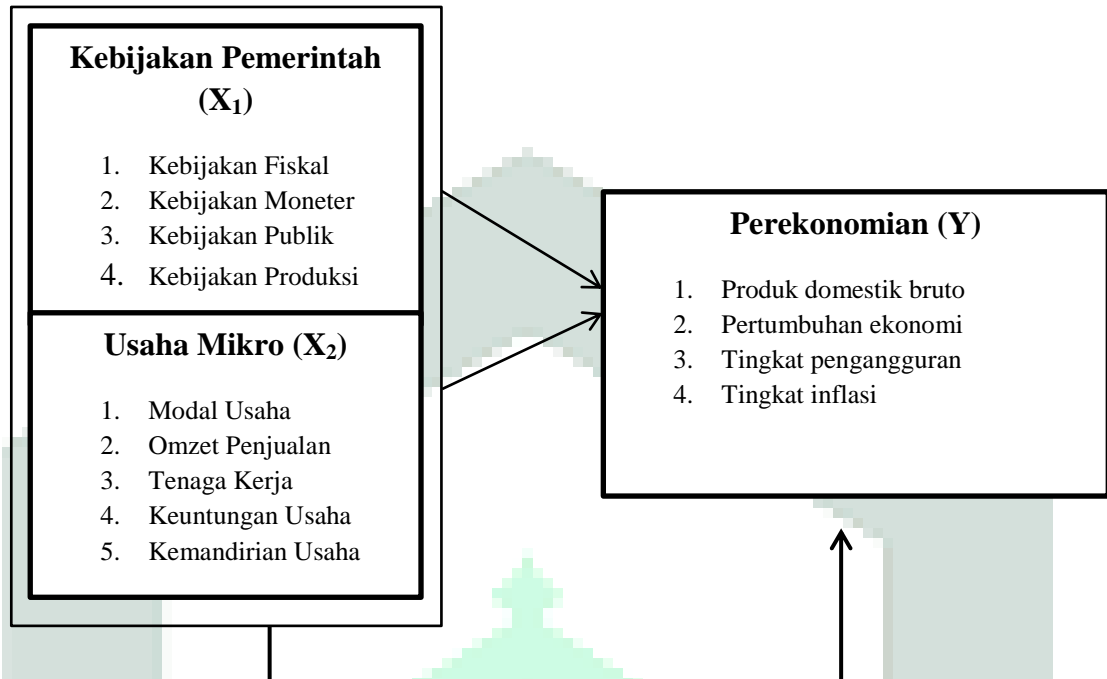 Kebijakan Pemerintah
(X₁)
1. Kebijakan Fiskal
2. Kebijakan Moneter
3. Kebijakan Publik
4. Kebijakan Produksi
Usaha Mikro (X₂)
1. Modal Usaha
2. Omzet Penjualan
3. Tenaga Kerja
4. Keuntungan Usaha
5. Kemandirian Usaha
Perekonomian (Y)
1. Produk domestik bruto
2. Pertumbuhan ekonomi
3. Tingkat pengangguran
4. Tingkat inflasi